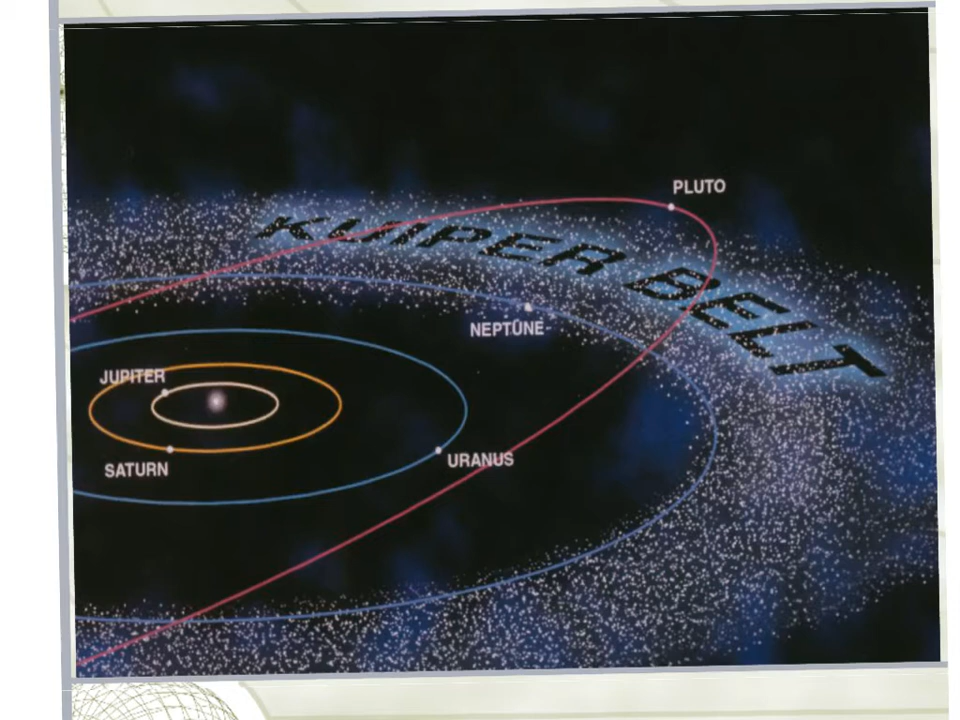 PLUTO
KUIPER BELT
NEPTUNE
JUPITER
SATURN
URANUS